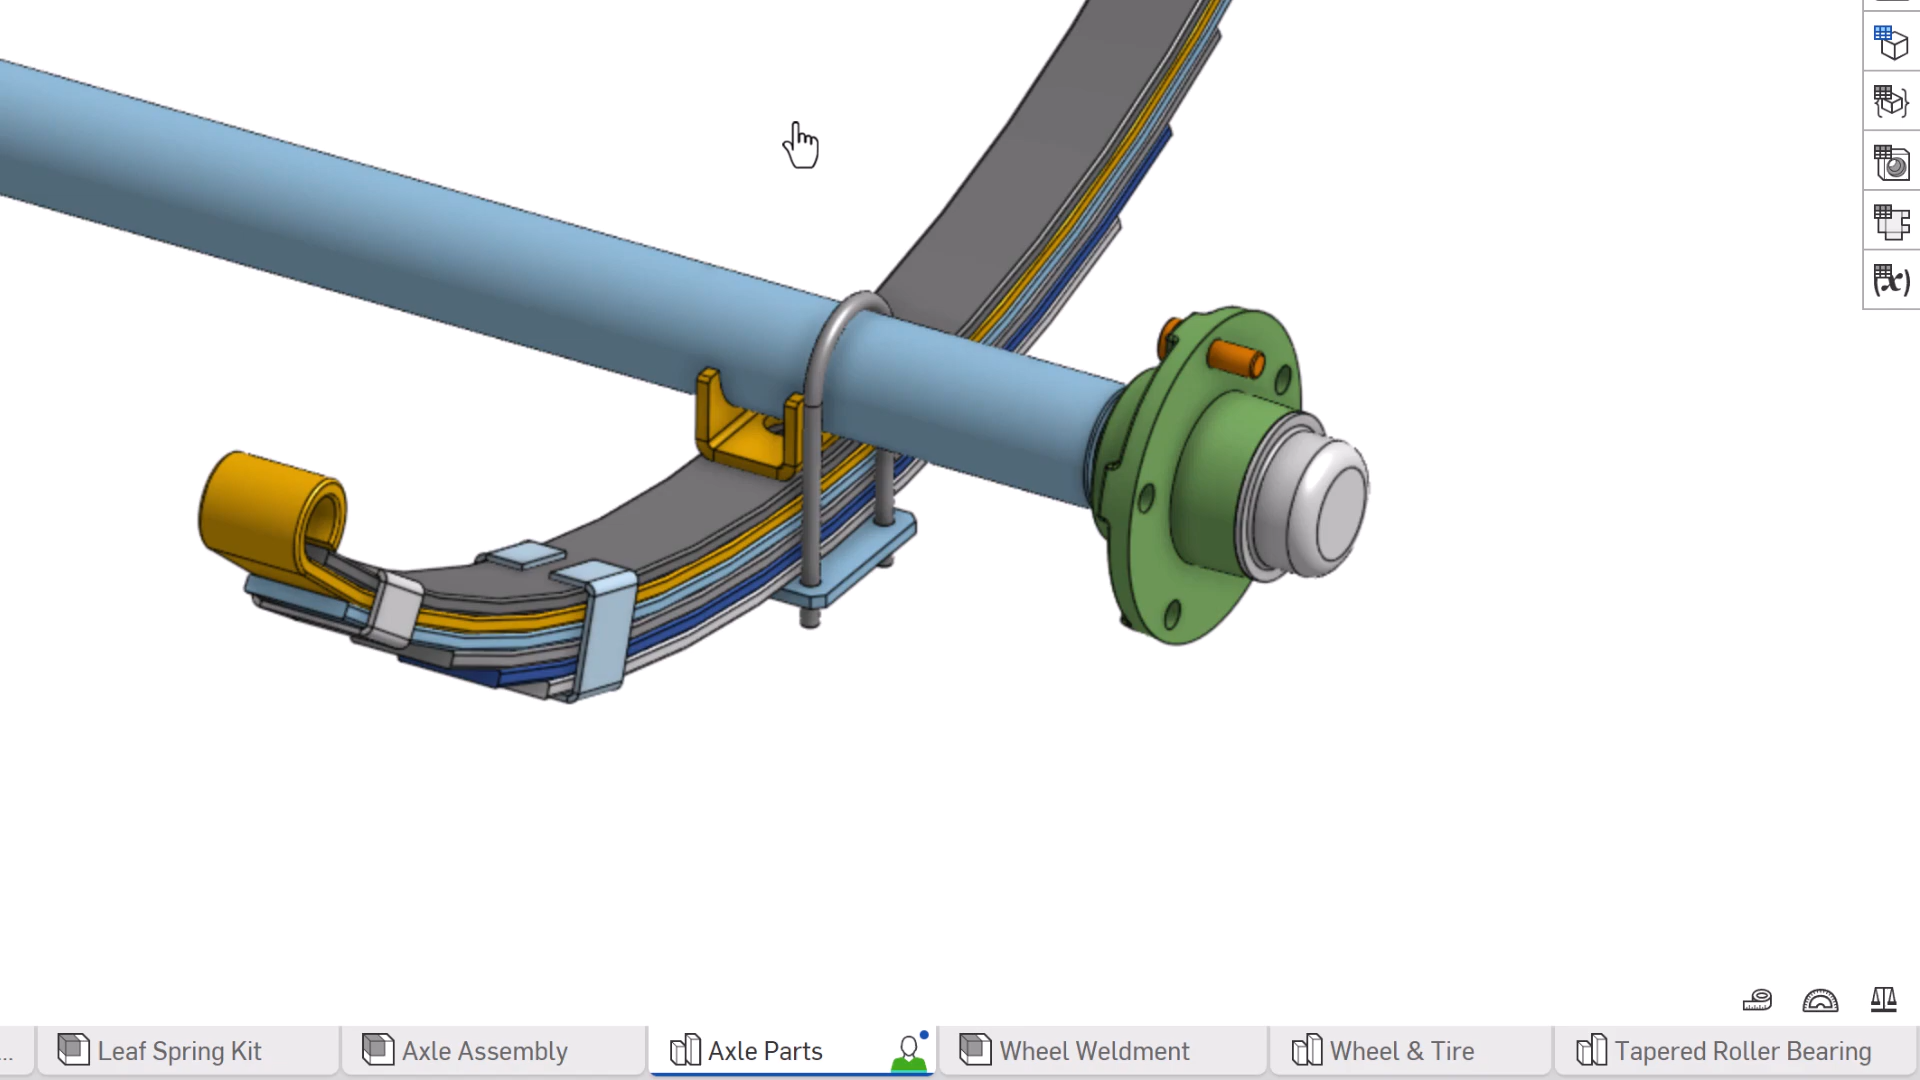 (x)
... Leaf Spring Kit Axle Assembly Axle Parts Wheel Weldment Wheel & Tire Tapered Roller Bearing